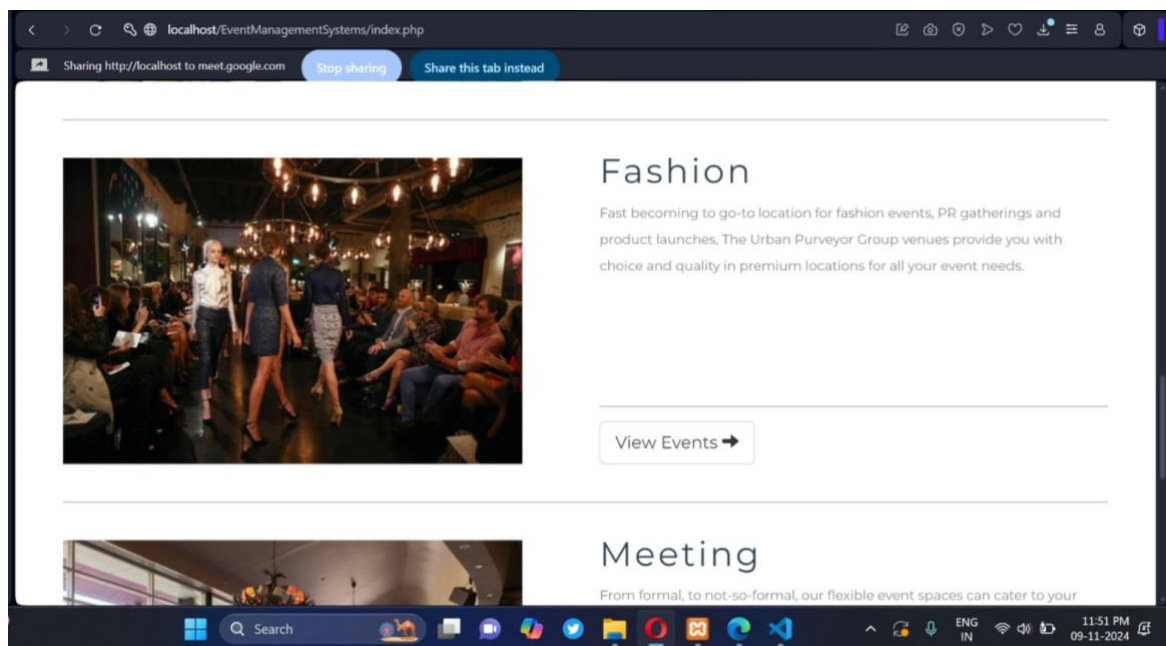 localhost/EventManagementSystems/index.php
Sharing http://localhost to meet.google.com Stop sharing Share this tab instead
Fashion
Fast becoming to go-to location for fashion events, PR gatherings and
product launches, The Urban Purveyor Group venues provide you with
choice and quality in premium locations for all your event needs.
View Events
Meeting
From formal, to not-so-formal, our flexible event spaces can cater to your
Search
ENG
IN
11:51 PM
09-11-2024